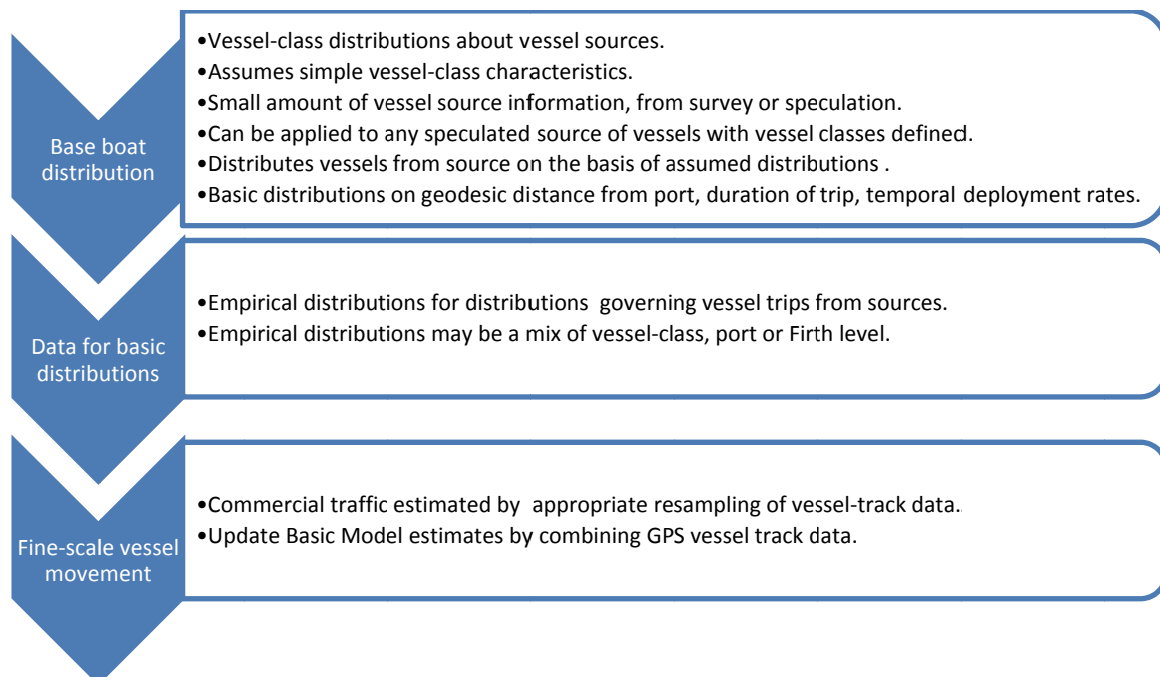 Base boat
distribution
•Vessel-class distributions about vessel sources.
•Assumes simple vessel-class characteristics.
•Small amount of vessel source information, from survey or speculation.
•Can be applied to any speculated source of vessels with vessel classes defined.
•Distributes vessels from source on the basis of assumed distributions .
•Basic distributions on geodesic distance from port, duration of trip, temporal deployment rates.
Data for basic
distributions
•Empirical distributions for distributions governing vessel trips from sources.
•Empirical distributions may be a mix of vessel-class, port or Firth level.
Fine-scale vessel
movement
•Commercial traffic estimated by appropriate resampling of vessel-track data..
•Update Basic Model estimates by combining GPS vessel track data.